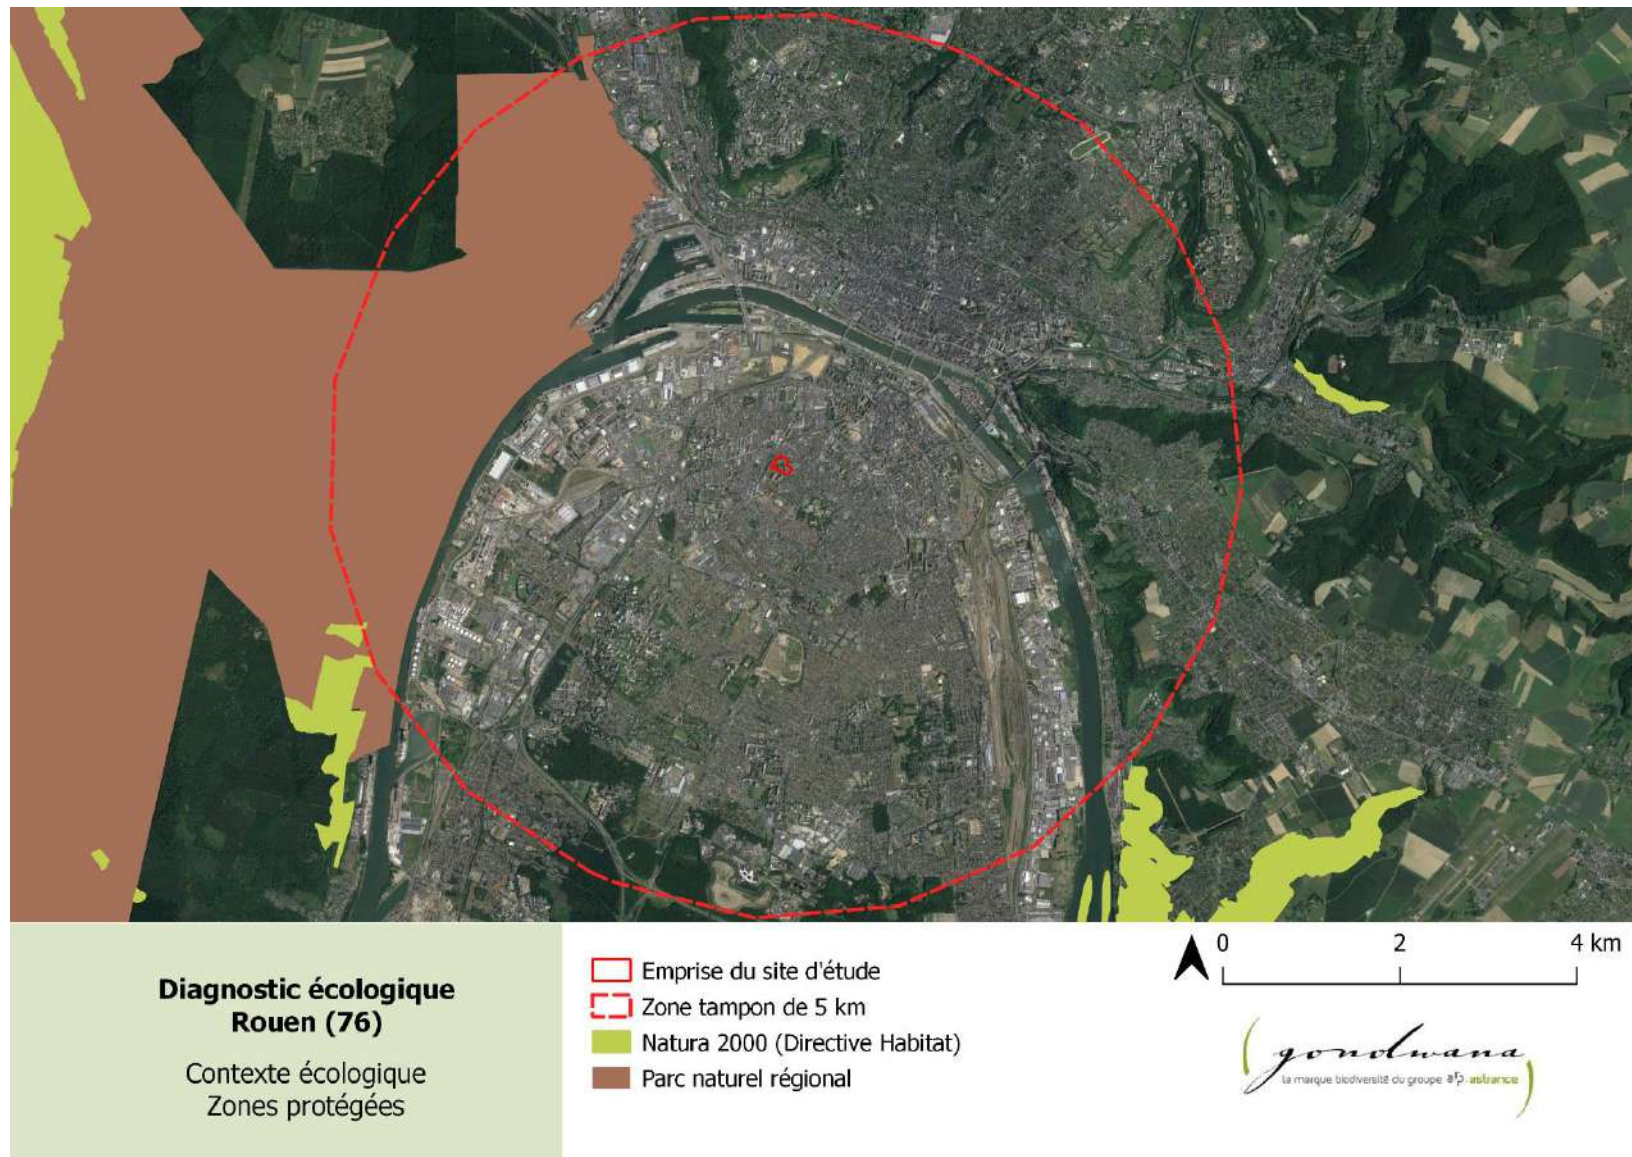 Diagnostic écologique
Rouen (76)
Contexte écologique
Zones protégées
Emprise du site d'étude
Zone tampon de 5 km
Natura 2000 (Directive Habitat)
Parc naturel régional
0 2 4 km
gondwana
la marque biodiversité du groupe arp. astrance